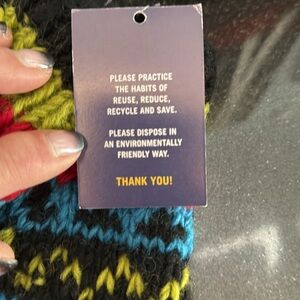 PLEASE PRACTICE
THE HABITS OF
REUSE, REDUCE,
RECYCLE AND SAVE.
PLEASE DISPOSE IN
AN ENVIRONMENTALLY
FRIENDLY WAY.
THANK YOU!